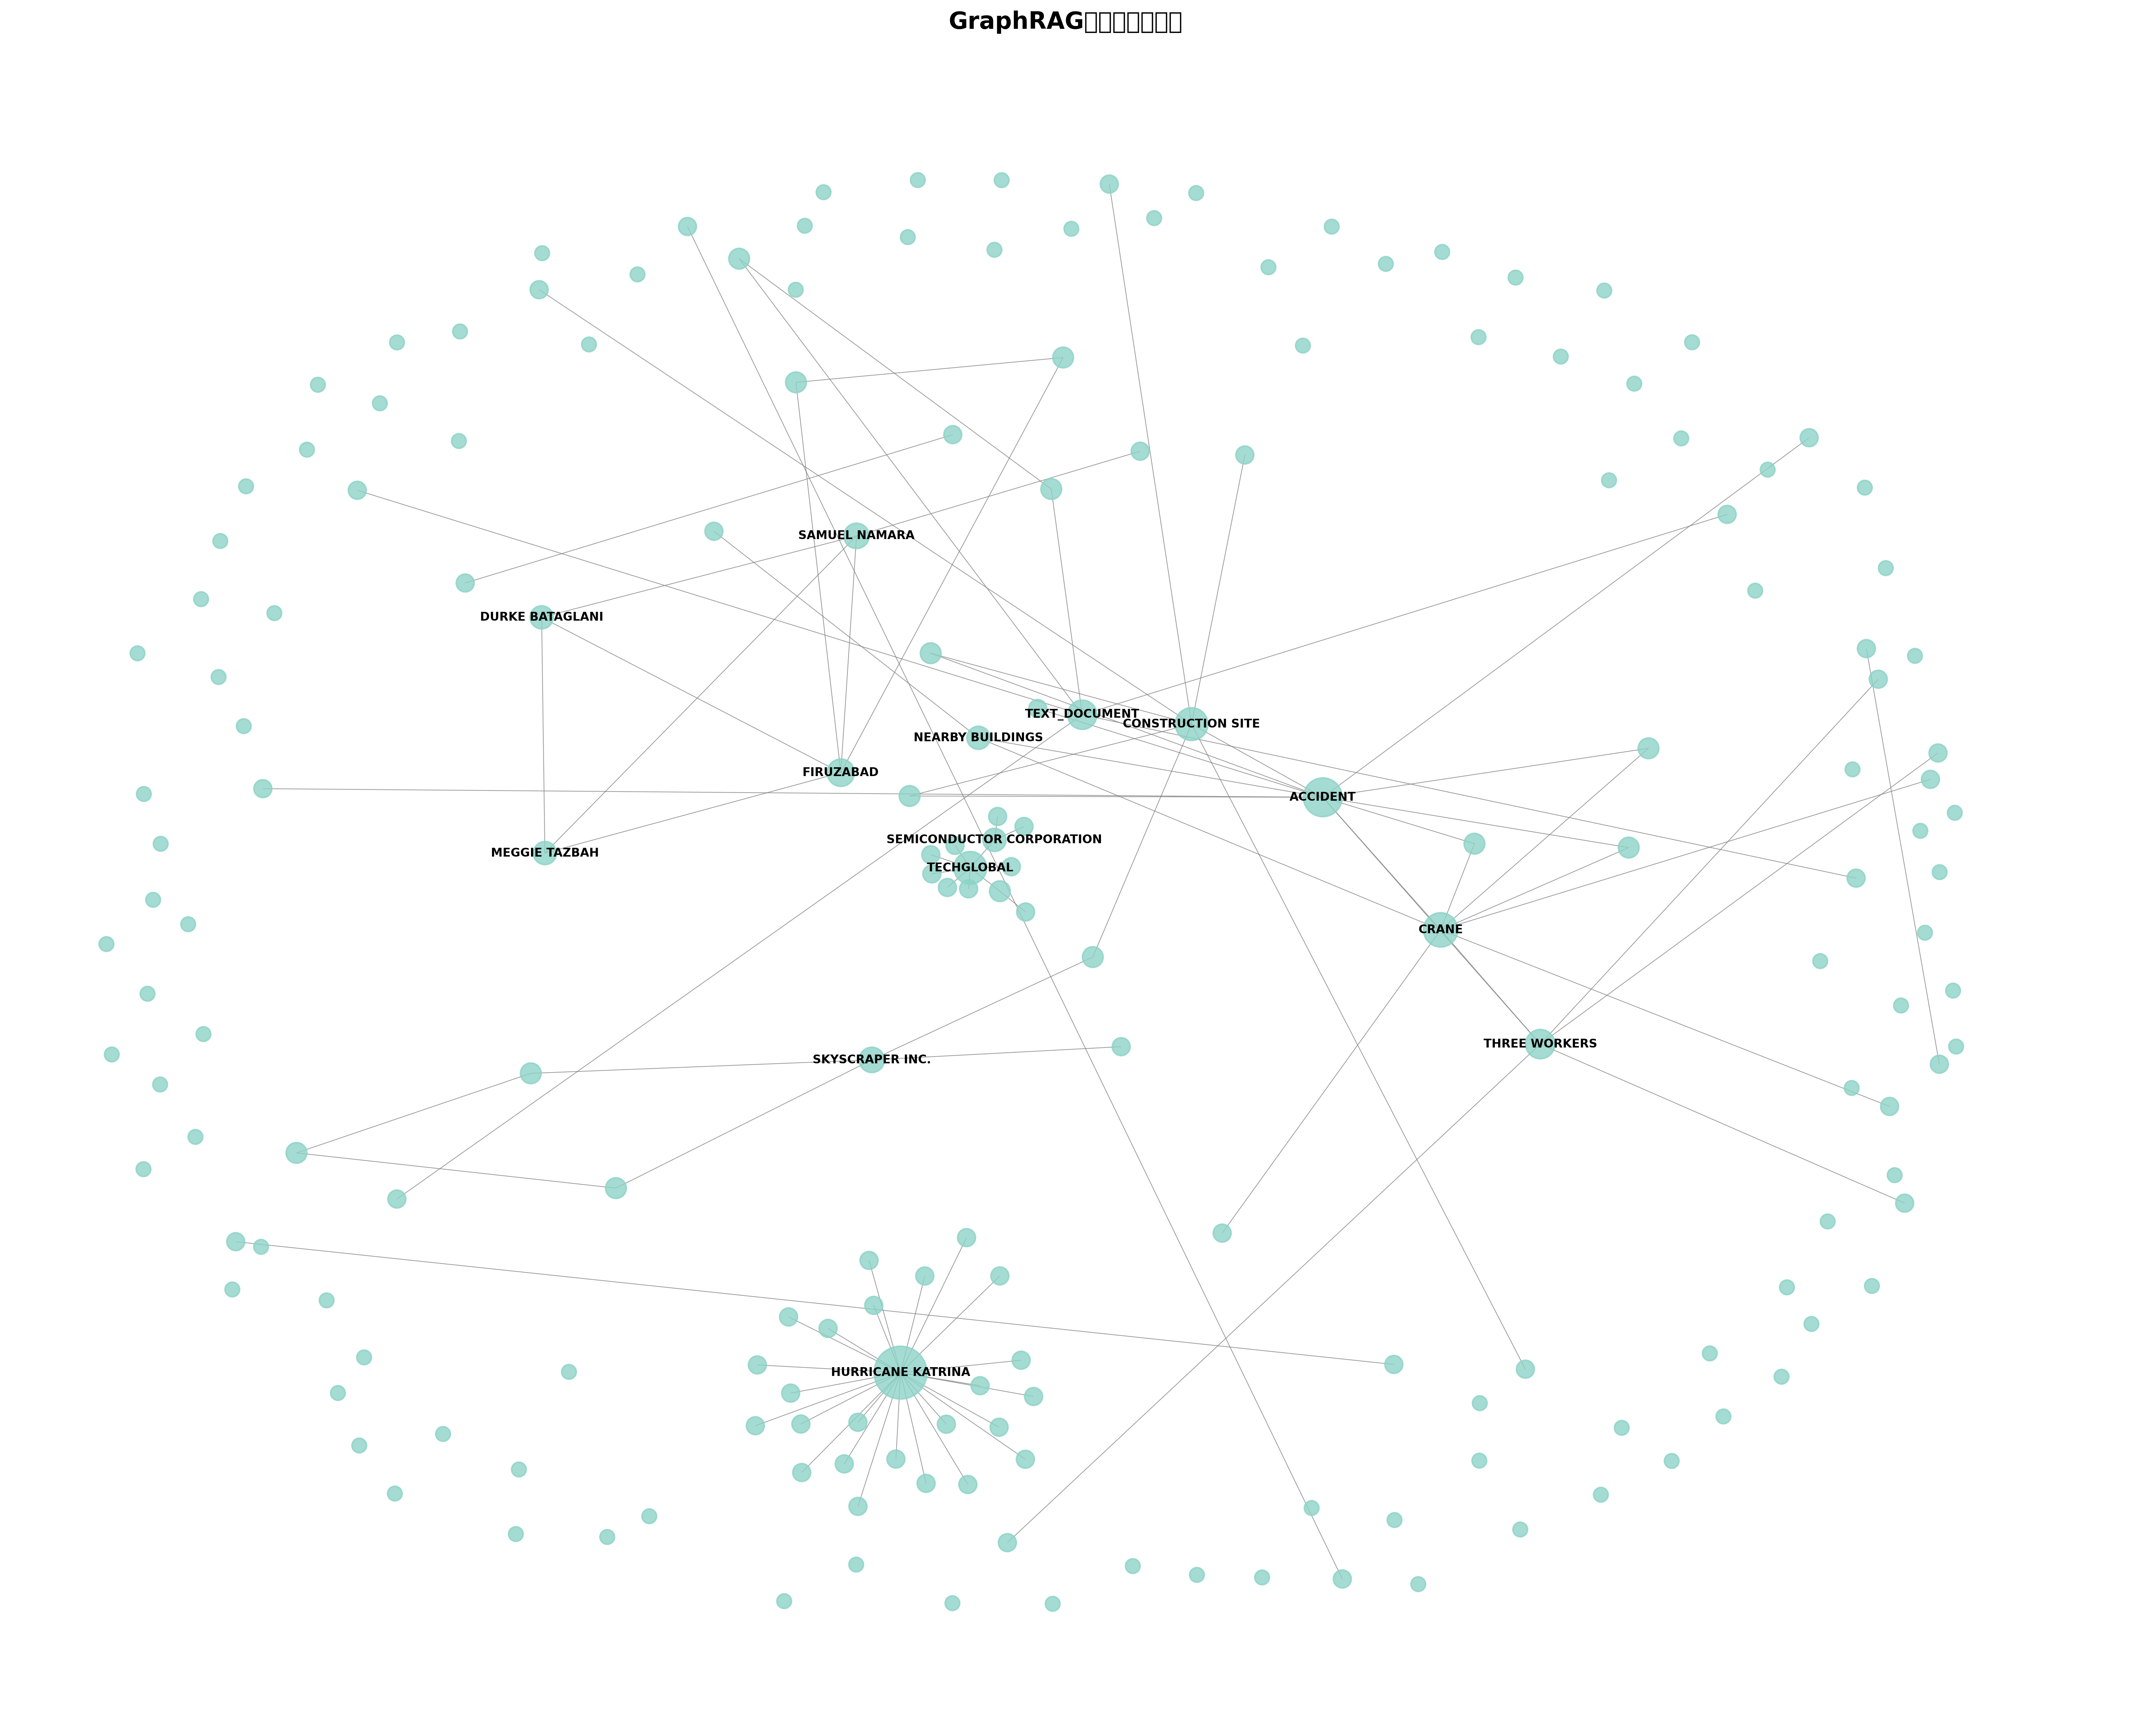 GraphRAG
SAMUEL NAMARA
DURKE BATAGLANI
TEXT_DOCUMENT
CONSTRUCTION SITE
NEARBY BUILDINGS
FIRUZABAD
ACCIDENT
SEMICONDUCTOR CORPORATION
MEGGIE TAZBAH
TECHGLOBAL
CRANE
THREE WORKERS
SKYSCRAPER INC.
HURRICANE KATRINA